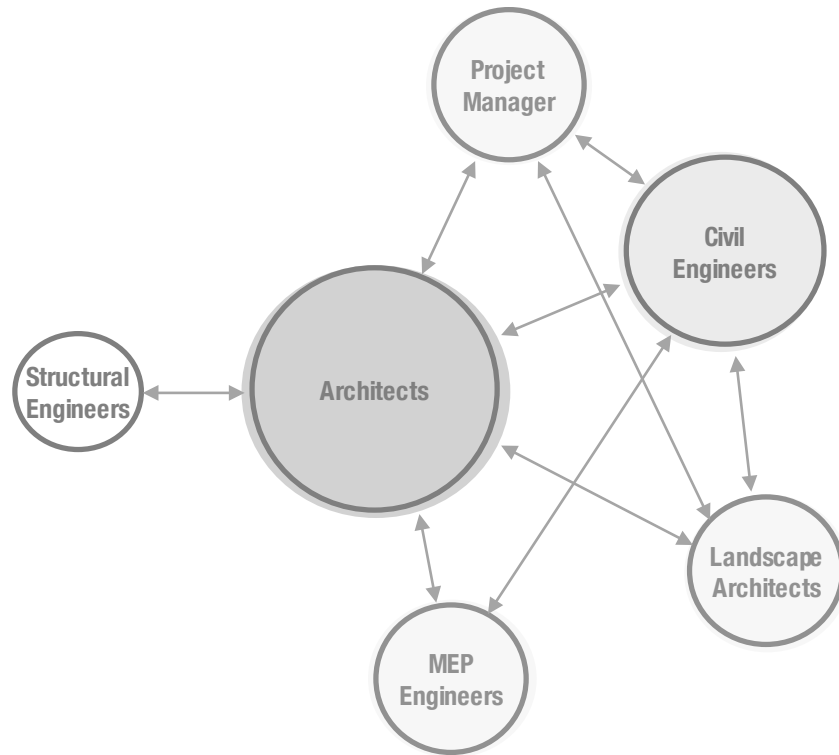 Project
Manager
Civil
Engineers
Architects
Structural
Engineers
Landscape
Architects
MEP
Engineers